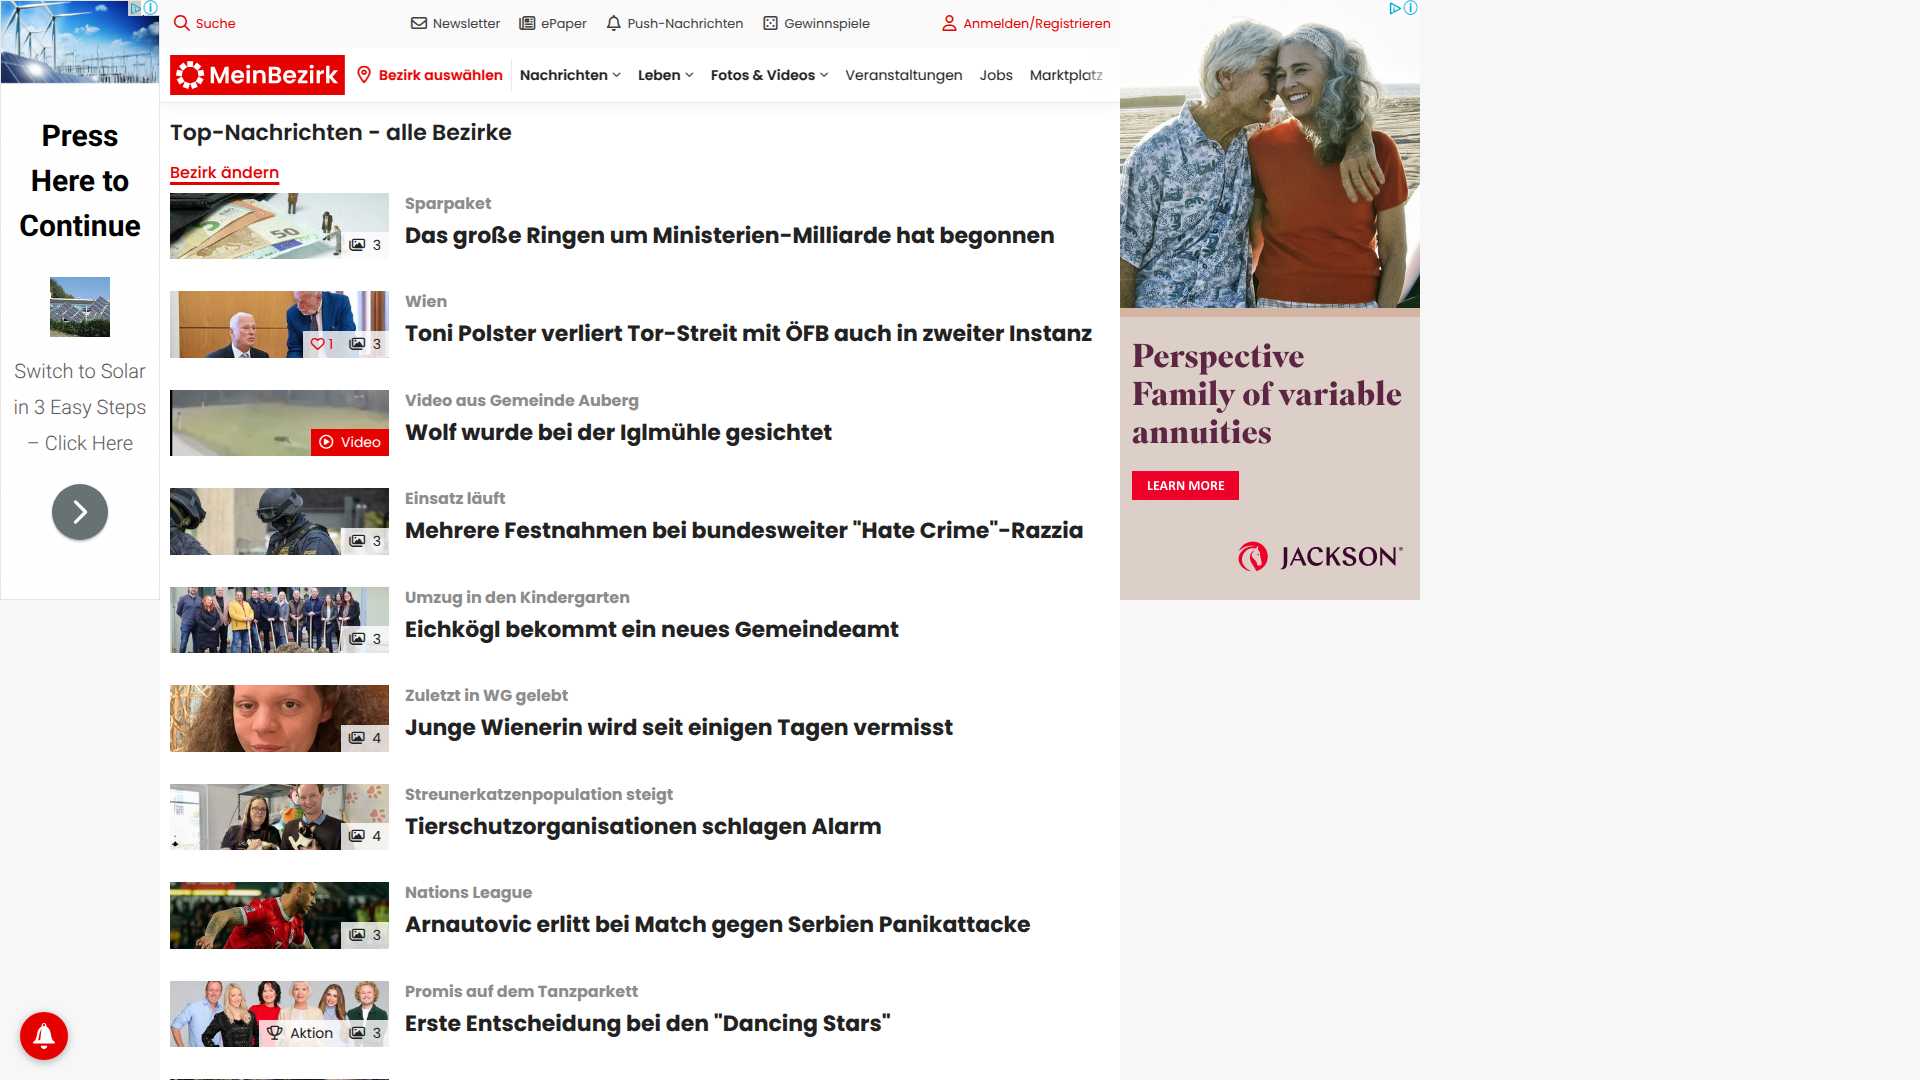 Suche
Newsletter
ePaper
Push-Nachrichten
Gewinnspiele
Anmelden/Registrieren
MeinBezirk
Bezirk auswählen
Nachrichten
Leben
Fotos & Videos
Veranstaltungen
Jobs
Marktplatz
Top-Nachrichten - alle Bezirke
Bezirk ändern
Sparpaket
Das große Ringen um Ministerien-Milliarde hat begonnen
3
Wien
Toni Polster verliert Tor-Streit mit ÖFB auch in zweiter Instanz
1
3
Video aus Gemeinde Auberg
Wolf wurde bei der Iglmühle gesichtet
Video
Einsatz läuft
Mehrere Festnahmen bei bundesweiter "Hate Crime"-Razzia
3
Umzug in den Kindergarten
Eichkögl bekommt ein neues Gemeindeamt
3
Zuletzt in WG gelebt
Junge Wienerin wird seit einigen Tagen vermisst
4
Streunerkatzenpopulation steigt
Tierschutzorganisationen schlagen Alarm
4
Nations League
Arnautovic erlitt bei Match gegen Serbien Panikattacke
3
Promis auf dem Tanzparkett
Erste Entscheidung bei den "Dancing Stars"
Aktion
3
Press
Here to
Continue
Switch to Solar
in 3 Easy Steps
– Click Here
Perspective
Family of variable
annuities
LEARN MORE
JACKSON®
50